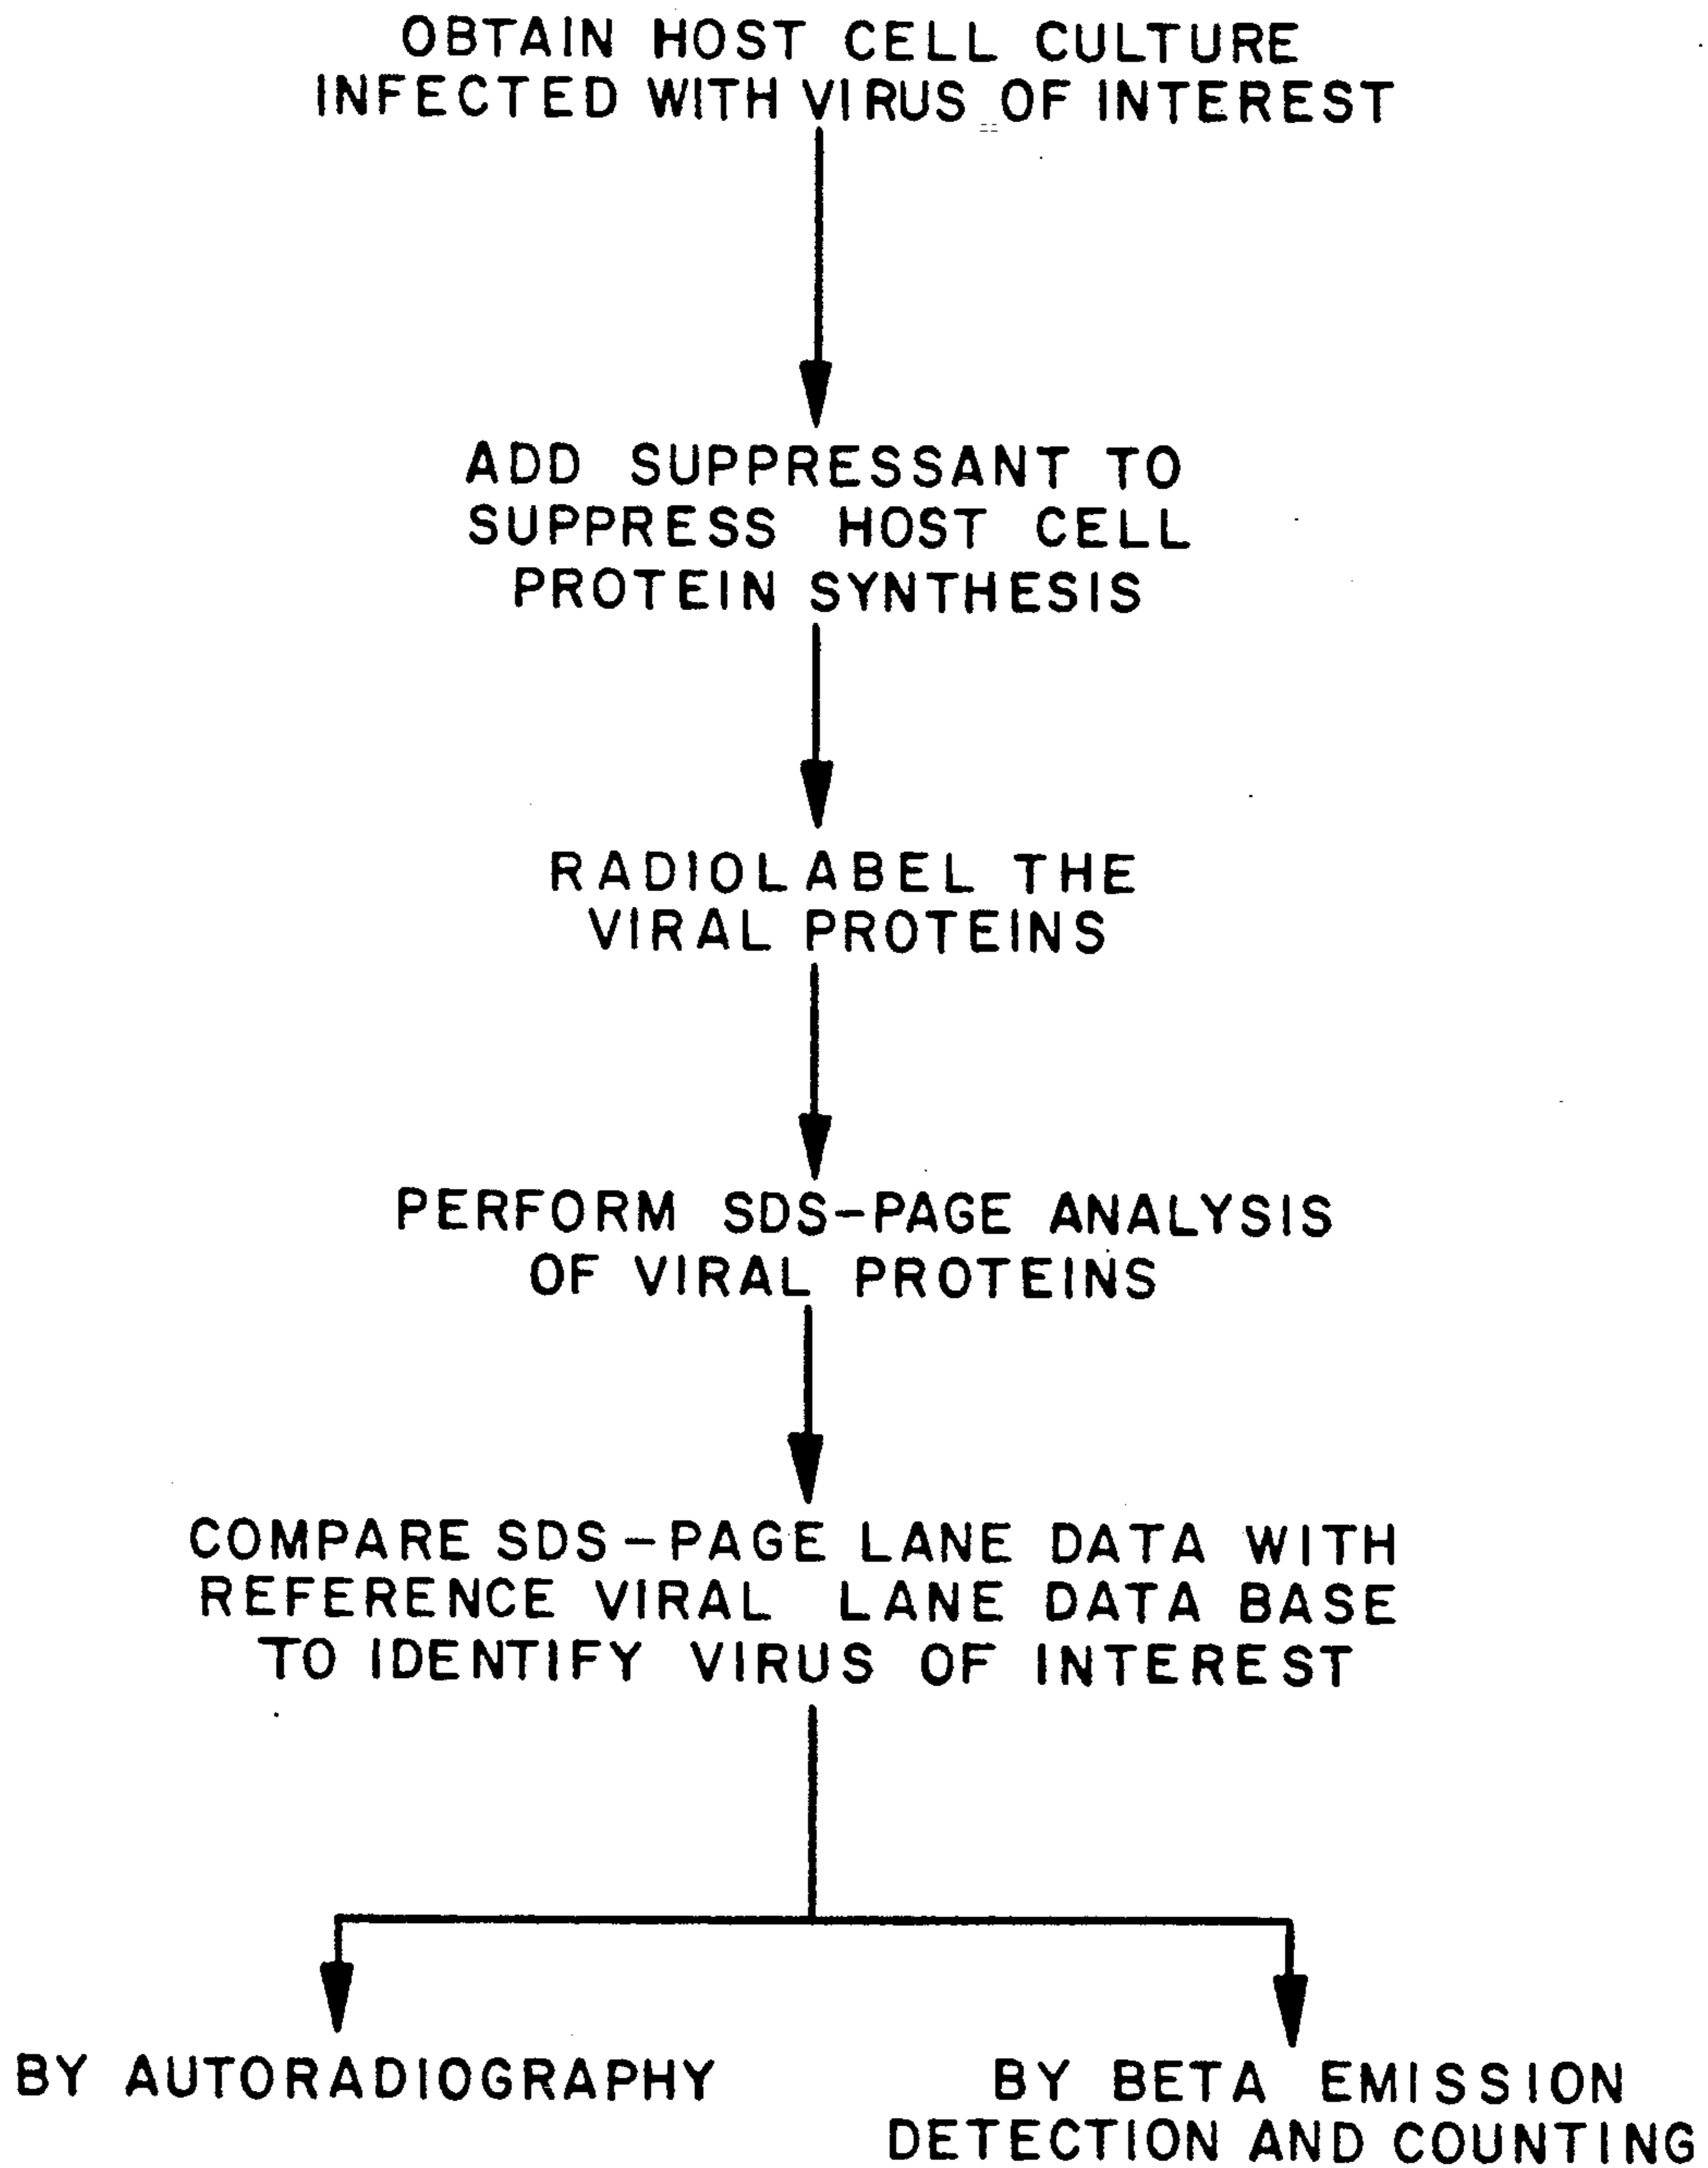 OBTAIN HOST CELL CULTURE
INFECTED WITH VIRUS OF INTEREST
ADD SUPPRESSANT TO
SUPPRESS HOST CELL
PROTEIN SYNTHESIS
RADIOLABEL THE
VIRAL PROTEINS
PERFORM SDS-PAGE ANALYSIS
OF VIRAL PROTEINS
COMPARE SDS-PAGE LANE DATA WITH
REFERENCE VIRAL LANE DATA BASE
TO IDENTIFY VIRUS OF INTEREST
BY AUTORADIOGRAPHY
BY BETA EMISSION
DETECTION AND COUNTING